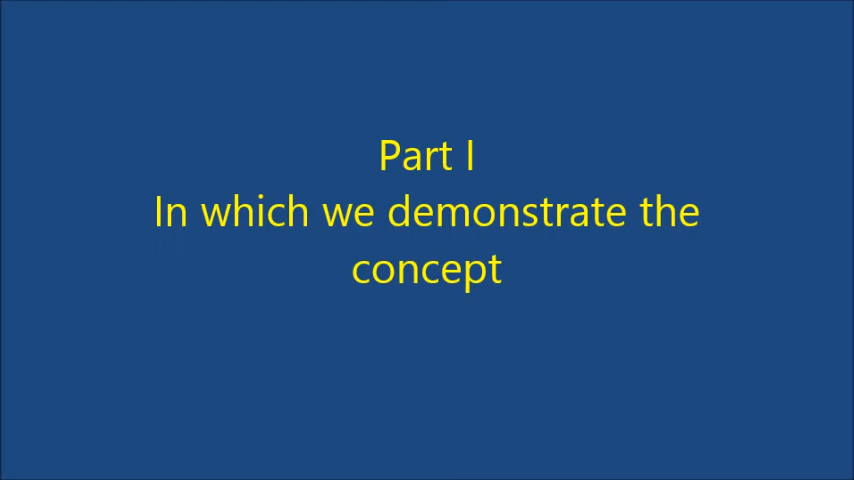 Part I
In which we demonstrate the
concept